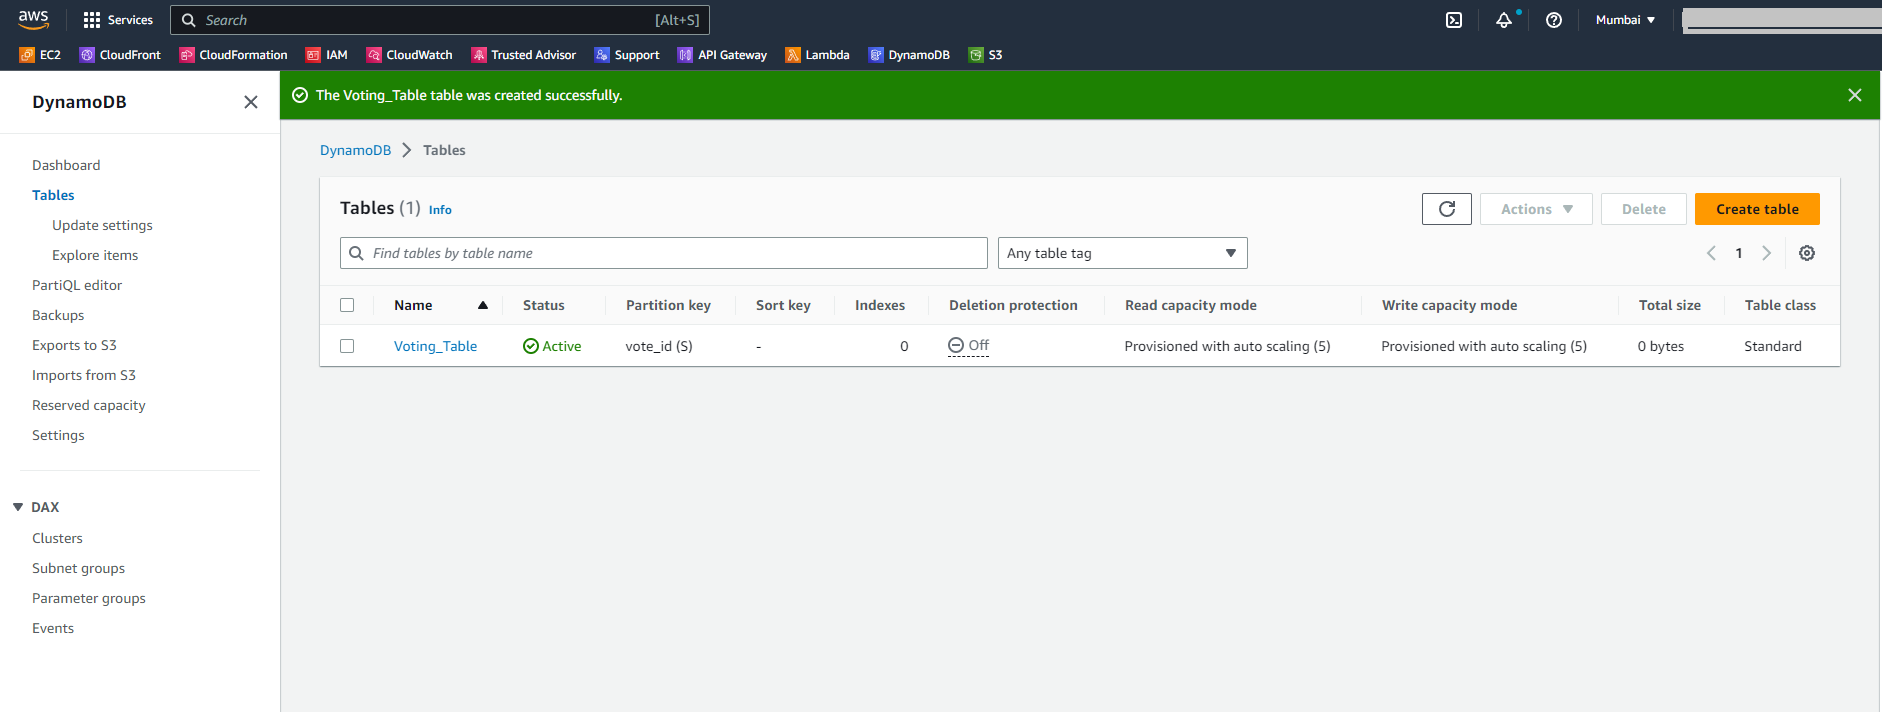 aws Services Search [Alt+S] Mumbai
EC2 CloudFront CloudFormation IAM CloudWatch Trusted Advisor Support API Gateway Lambda DynamoDB S3
DynamoDB
The Voting_Table table was created successfully.
Dashboard
Tables
Update settings
Explore items
PartiQL editor
Backups
Exports to S3
Imports from S3
Reserved capacity
Settings
DAX
Clusters
Subnet groups
Parameter groups
Events
DynamoDB Tables
Tables (1) Info Actions Delete Create table
Find tables by table name Any table tag 1
Name Status Partition key Sort key Indexes Deletion protection Read capacity mode Write capacity mode Total size Table class
Voting_Table Active vote_id (S) - 0 Off Provisioned with auto scaling (5) Provisioned with auto scaling (5) 0 bytes Standard